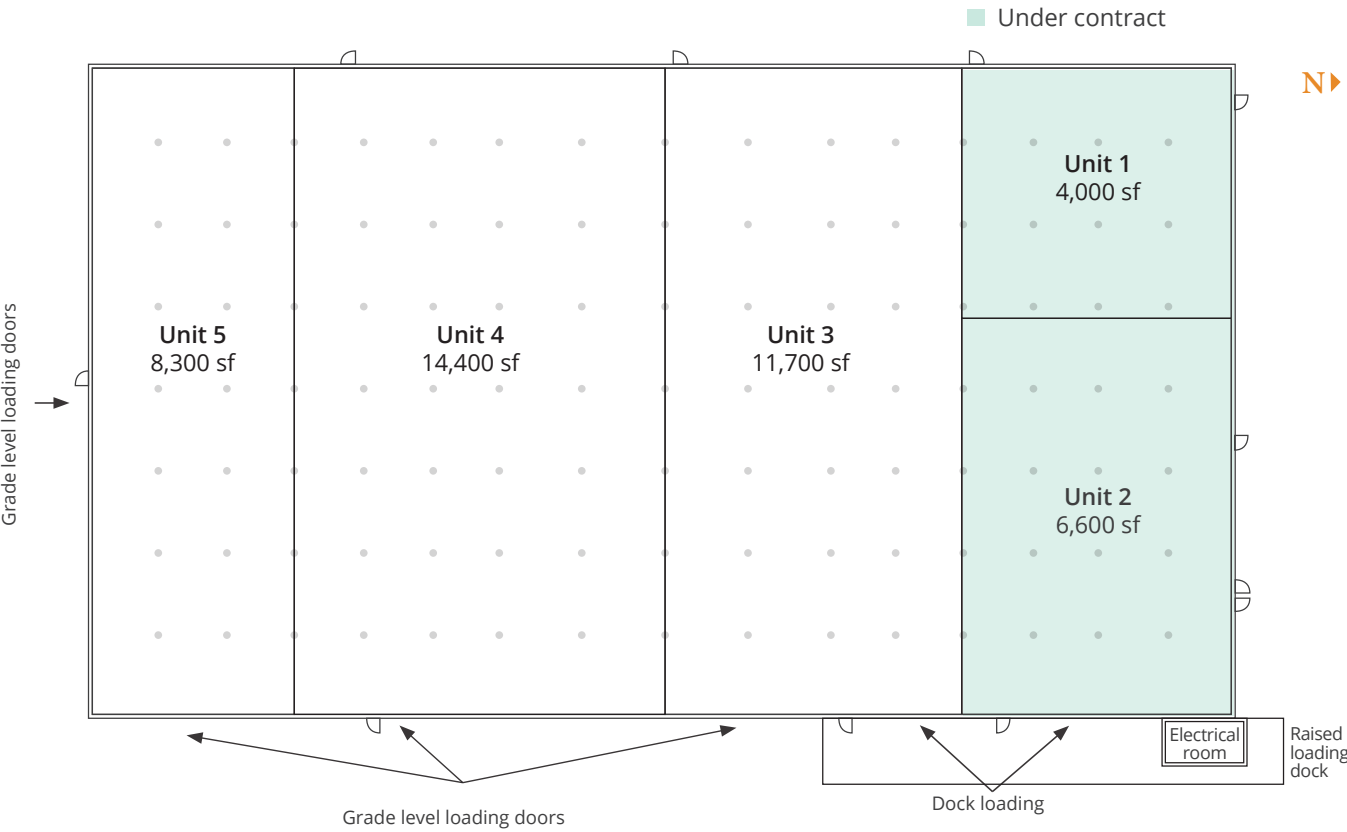 Under contract
N
Unit 1
4,000 sf
Unit 5
8,300 sf
Unit 4
14,400 sf
Unit 3
11,700 sf
Grade level loading doors
Unit 2
6,600 sf
Electrical
room
Raised
loading
dock
Dock loading
Grade level loading doors